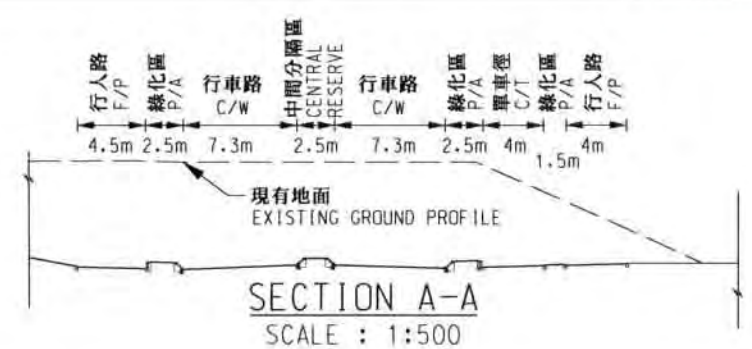 行人路
F/P
綠化區
P/A
行車路
C/W
中間分隔區
CENTRAL
RESERVE
行車路
C/W
綠化區
P/A
單車徑
C/T
綠化區
P/A
行人路
F/P
4.5m 2.5m 7.3m 2.5m 7.3m 2.5m 4m 1.5m 4m
現有地面
EXISTING GROUND PROFILE
SECTION A-A
SCALE : 1:500